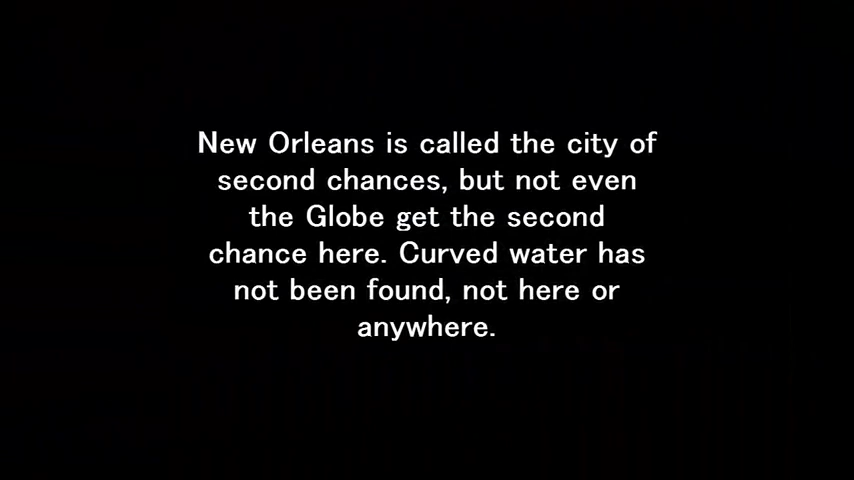 New Orleans is called the city of
second chances, but not even
the Globe get the second
chance here. Curved water has
not been found, not here or
anywhere.